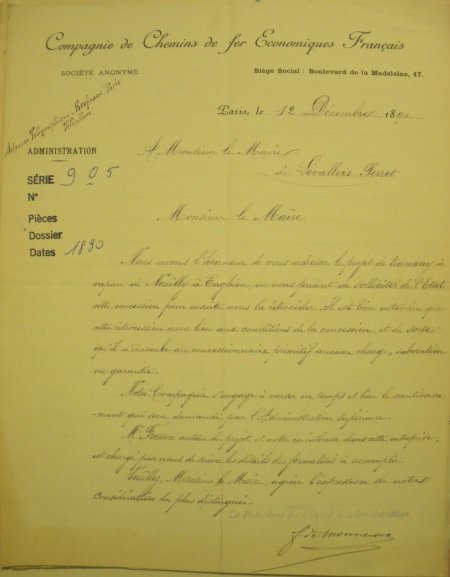 Compagnie de Chemins de fer Economiques Français
SOCIÉTÉ ANONYME
Siège Social : Boulevard de la Madeleine, 17.
Adresse Télégraphique : Paris
Téléphone
Paris, le 12 Décembre 1890
ADMINISTRATION
A Monsieur le Maire
de Levallois-Perret
SÉRIE 905
N°
Pièces
Dossier
Dates 1890
Monsieur le Maire
Nous avons l'honneur de vous adresser le projet de tramway à
vapeur de Neuilly à Enghien, en vous priant de solliciter de l'Etat
cette concession pour ensuite nous la rétrocéder. Il est bien entendu que
cette rétrocession aura lieu aux conditions de la concession et de sorte
qu'il n'incombe au concessionnaire primitif aucune charge, subvention
ou garantie.
Notre Compagnie s'engage à verser en temps et lieu le cautionne-
ment qui sera demandé par l'Administration supérieure.
M. auteur du projet et notre co-intéressé dans cette entreprise,
est chargé par nous de suivre les détails des formalités à accomplir.
Veuillez, Monsieur le Maire, agréer l'expression de notre
considération la plus distinguée
Le Président du Conseil d'Administration